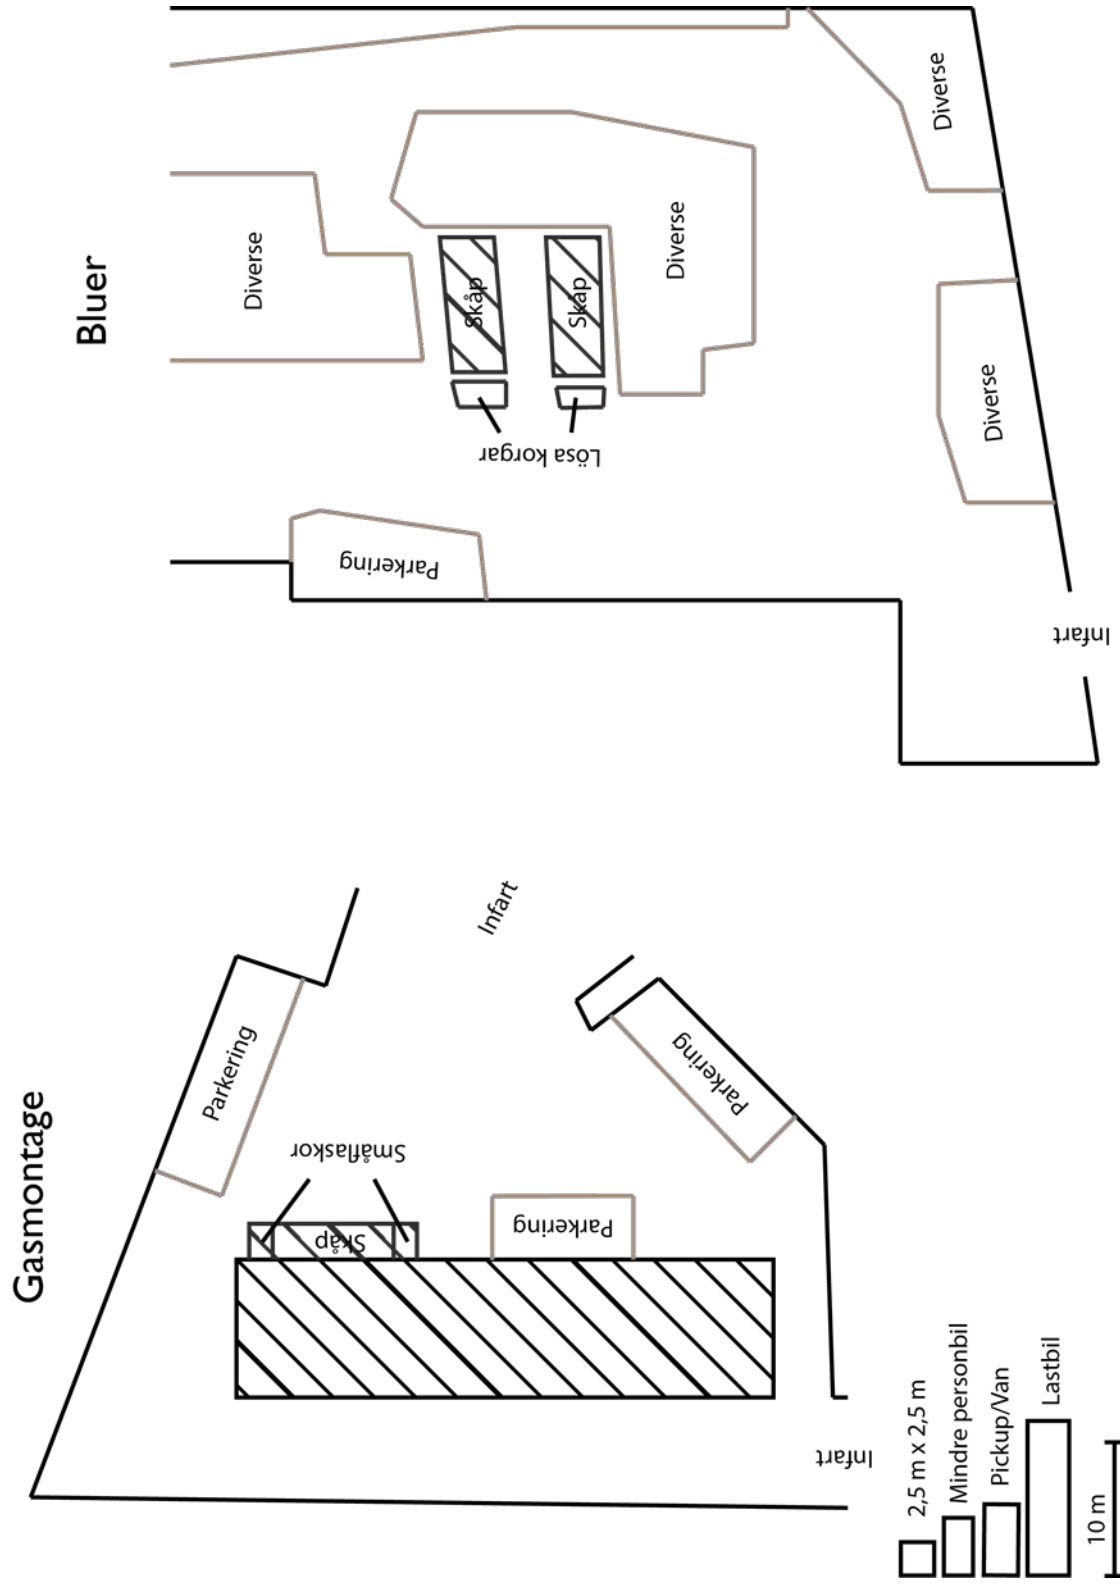 Gasmontage
Parkering
Infart
Småflaskor
Skåp
Parkering
Parkering
Infart
2,5 m x 2,5 m
Mindre personbil
Pickup/Van
Lastbil
10 m
Bluer
Diverse
Skåp
Skåp
Lösa korgar
Parkering
Diverse
Diverse
Diverse
Infart